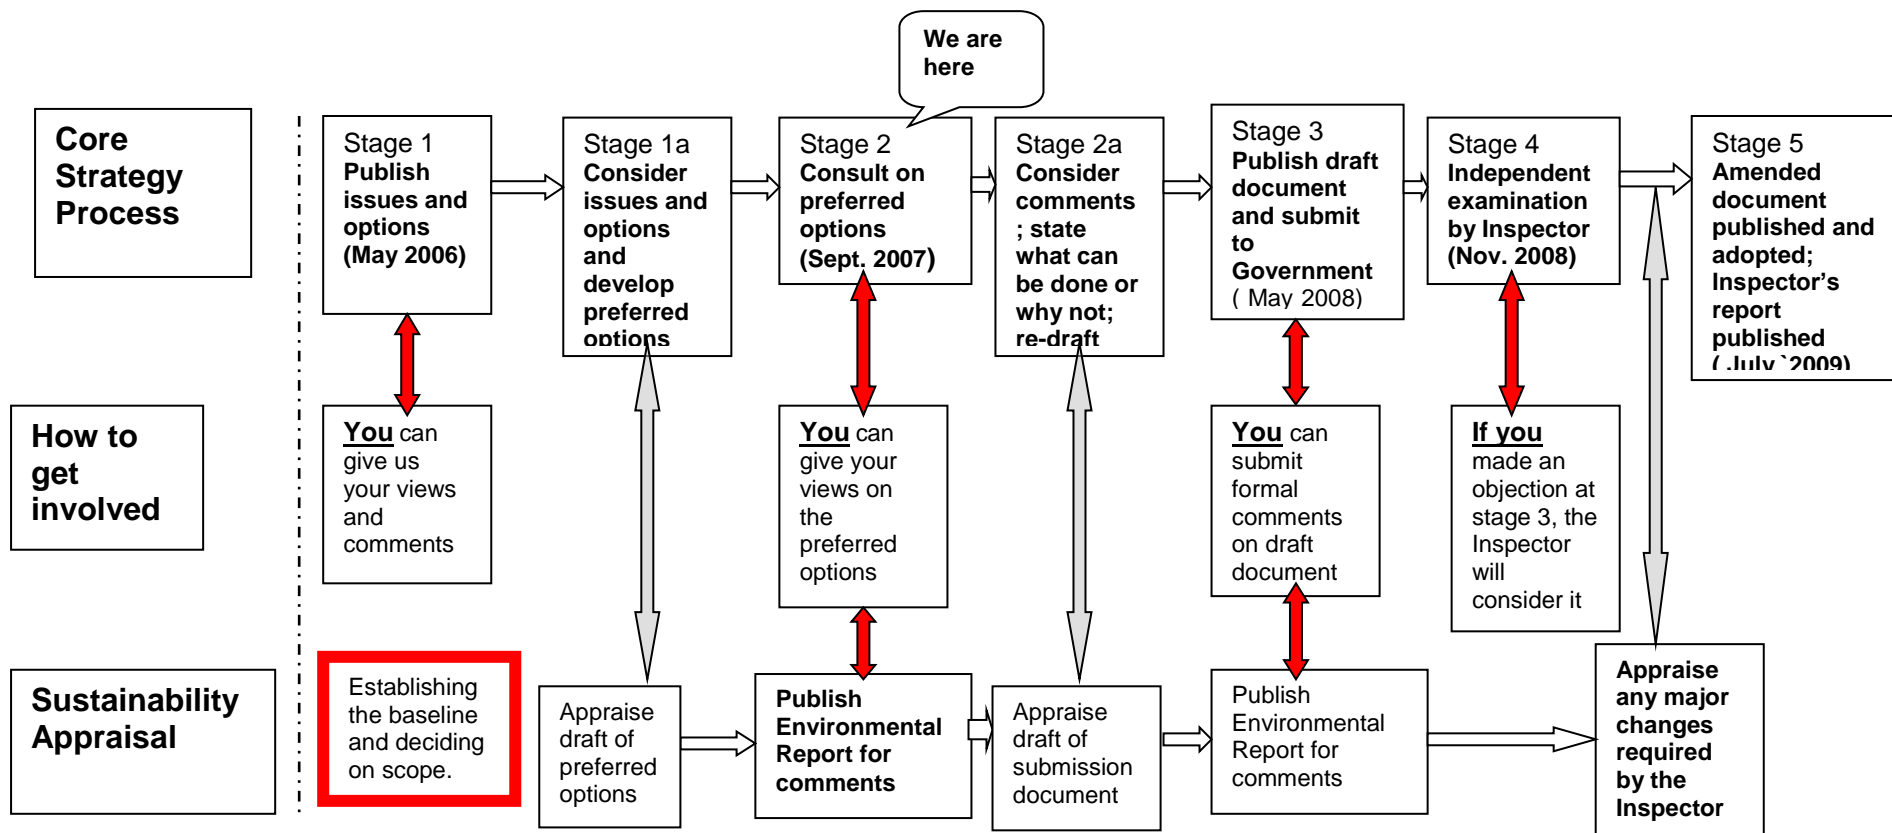 We are
here
Core
Strategy
Process
Stage 1
Publish
issues and
options
(May 2006)
Stage 1a
Consider
issues and
options
and
develop
preferred
options
Stage 2
Consult on
preferred
options
(Sept. 2007)
Stage 2a
Consider
comments
; state
what can
be done or
why not;
re-draft
Stage 3
Publish draft
document
and submit
to
Government
( May 2008)
Stage 4
Independent
examination
by Inspector
(Nov. 2008)
Stage 5
Amended
document
published and
adopted;
Inspector’s
report
published
( July `2009)
How to
get
involved
You can
give us
your views
and
comments
You can
give your
views on
the
preferred
options
You can
submit
formal
comments
on draft
document
If you
made an
objection at
stage 3, the
Inspector
will
consider it
Sustainability
Appraisal
Establishing
the baseline
and deciding
on scope.
Appraise
draft of
preferred
options
Publish
Environmental
Report for
comments
Appraise
draft of
submission
document
Publish
Environmental
Report for
comments
Appraise
any major
changes
required
by the
Inspector